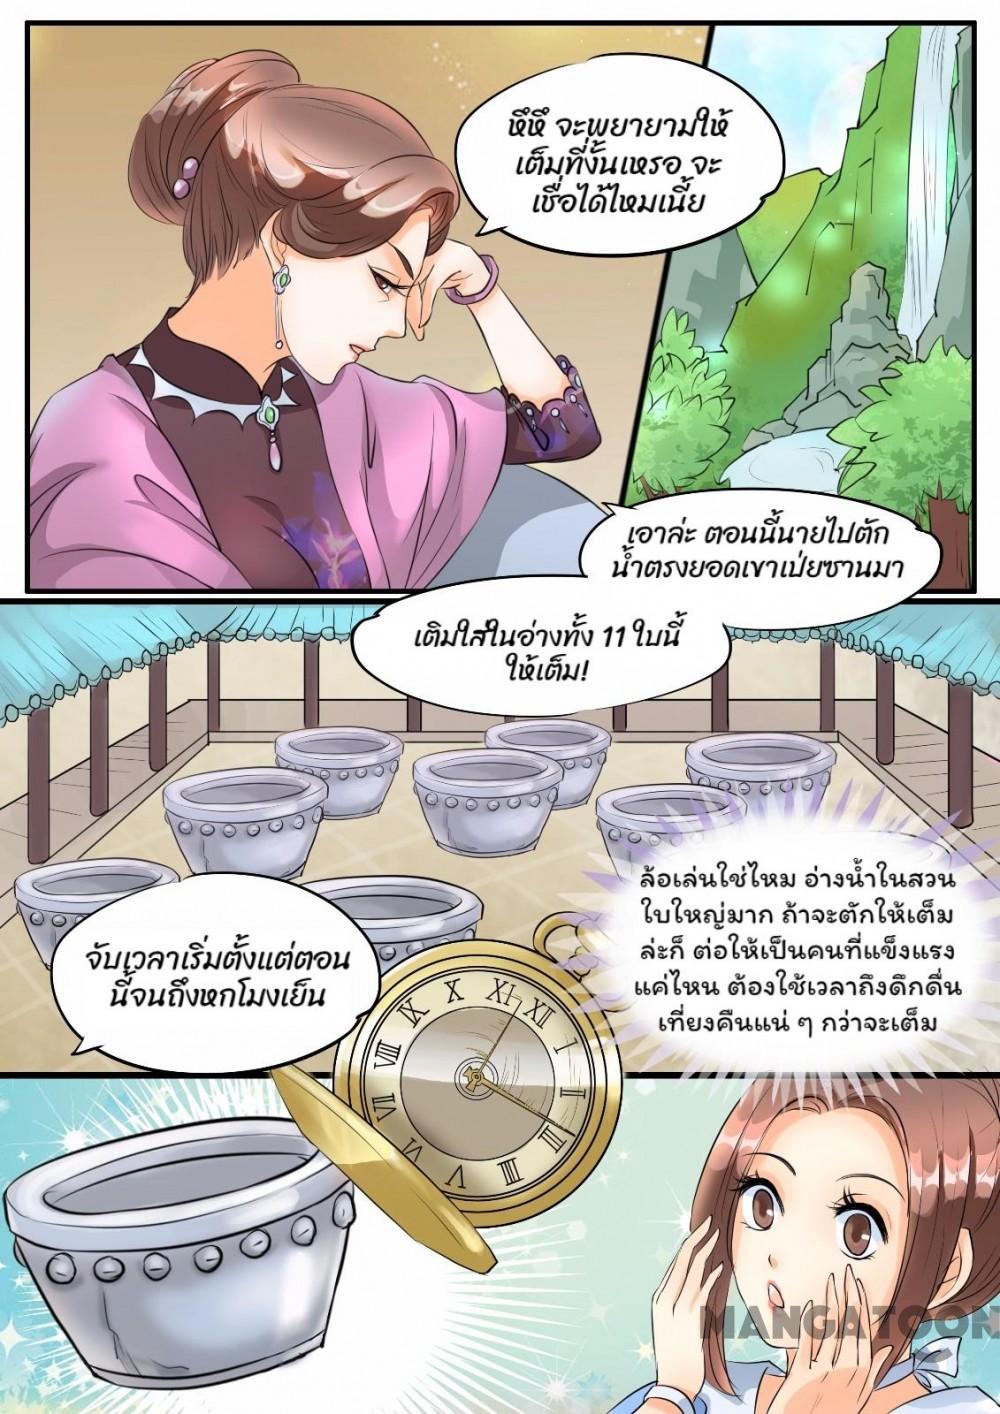 หึหึ จะพยายามให้
เต็มที่งั้นเหรอ จะ
เชื่อได้ไหมเนี้ย
เอาล่ะ ตอนนี้นายไปตัก
น้ำตรงยอดเขาเปยซานมา
เติมใส่ในอ่างทั้ง 11 ใบนี้
ให้เต็ม!
ล้อเล่นใช่ไหม อ่างน้ำในสวน
ใบใหญ่มาก ถ้าจะตักให้เต็ม
ล่ะก็ ต่อให้เป็นคนที่แข็งแรง
แค่ไหน ต้องใช้เวลาถึงดึกดื่น
เที่ยงคืนแน่ ๆ กว่าจะเต็ม
จับเวลาเริ่มตั้งแต่ตอน
นี้จนถึงหกโมงเย็น
MANGATOON